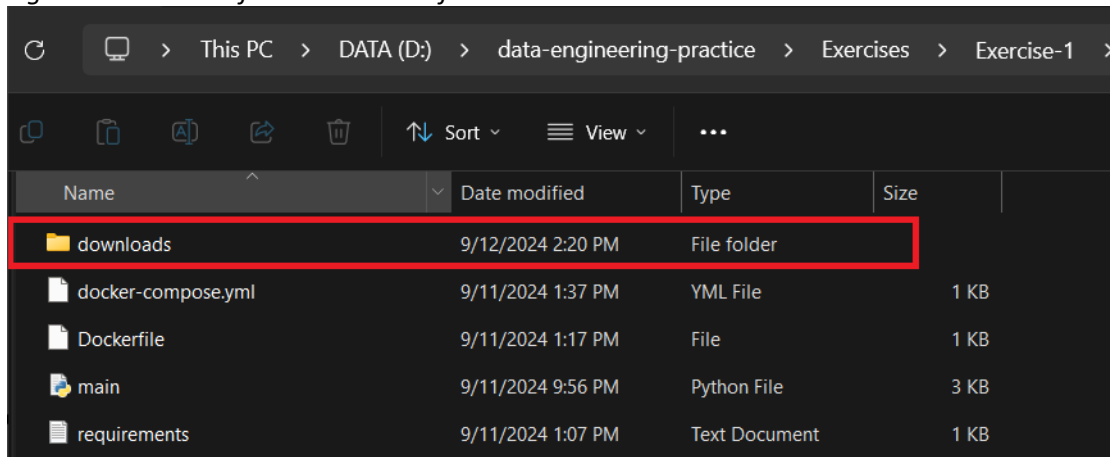 This PC > DATA (D:) > data-engineering-practice > Exercises > Exercise-1 >
Sort View ...
Name Date modified Type Size
downloads 9/12/2024 2:20 PM File folder
docker-compose.yml 9/11/2024 1:37 PM YML File 1 KB
Dockerfile 9/11/2024 1:17 PM File 1 KB
main 9/11/2024 9:56 PM Python File 3 KB
requirements 9/11/2024 1:07 PM Text Document 1 KB